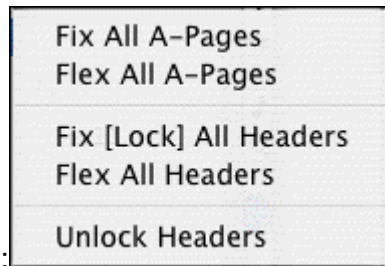 Fix All A-Pages
Flex All A-Pages
Fix [Lock] All Headers
Flex All Headers
Unlock Headers